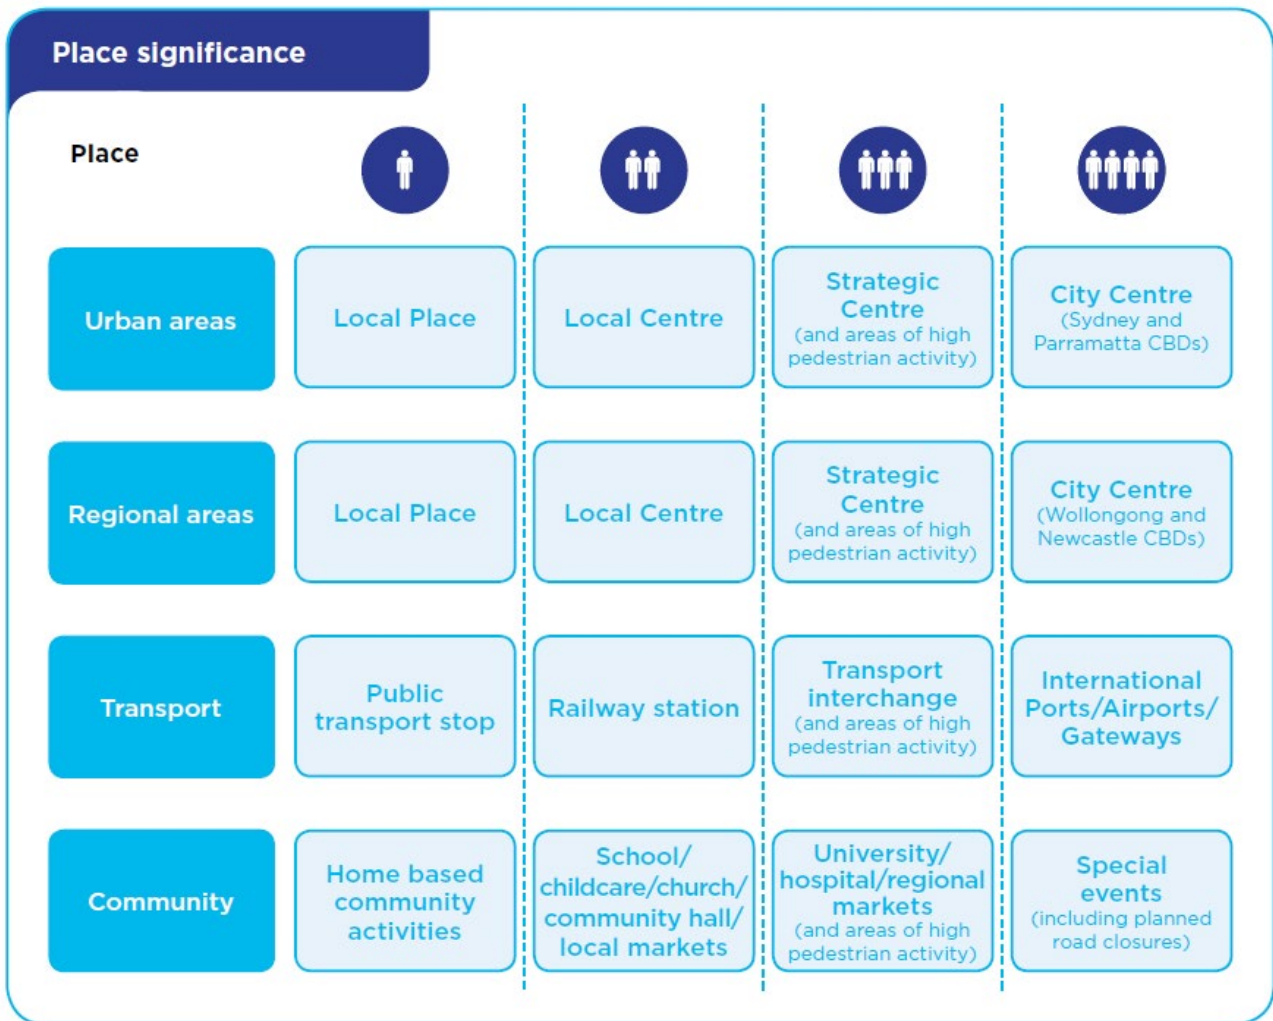 Place significance
Place
Urban areas
Local Place
Local Centre
Strategic
Centre
(and areas of high
pedestrian activity)
City Centre
(Sydney and
Parramatta CBDs)
Regional areas
Local Place
Local Centre
Strategic
Centre
(and areas of high
pedestrian activity)
City Centre
(Wollongong and
Newcastle CBDs)
Transport
Public
transport stop
Railway station
Transport
interchange
(and areas of high
pedestrian activity)
International
Ports/Airports/
Gateways
Community
Home based
community
activities
School/
childcare/church/
community hall/
local markets
University/
hospital/regional
markets
(and areas of high
pedestrian activity)
Special
events
(including planned
road closures)